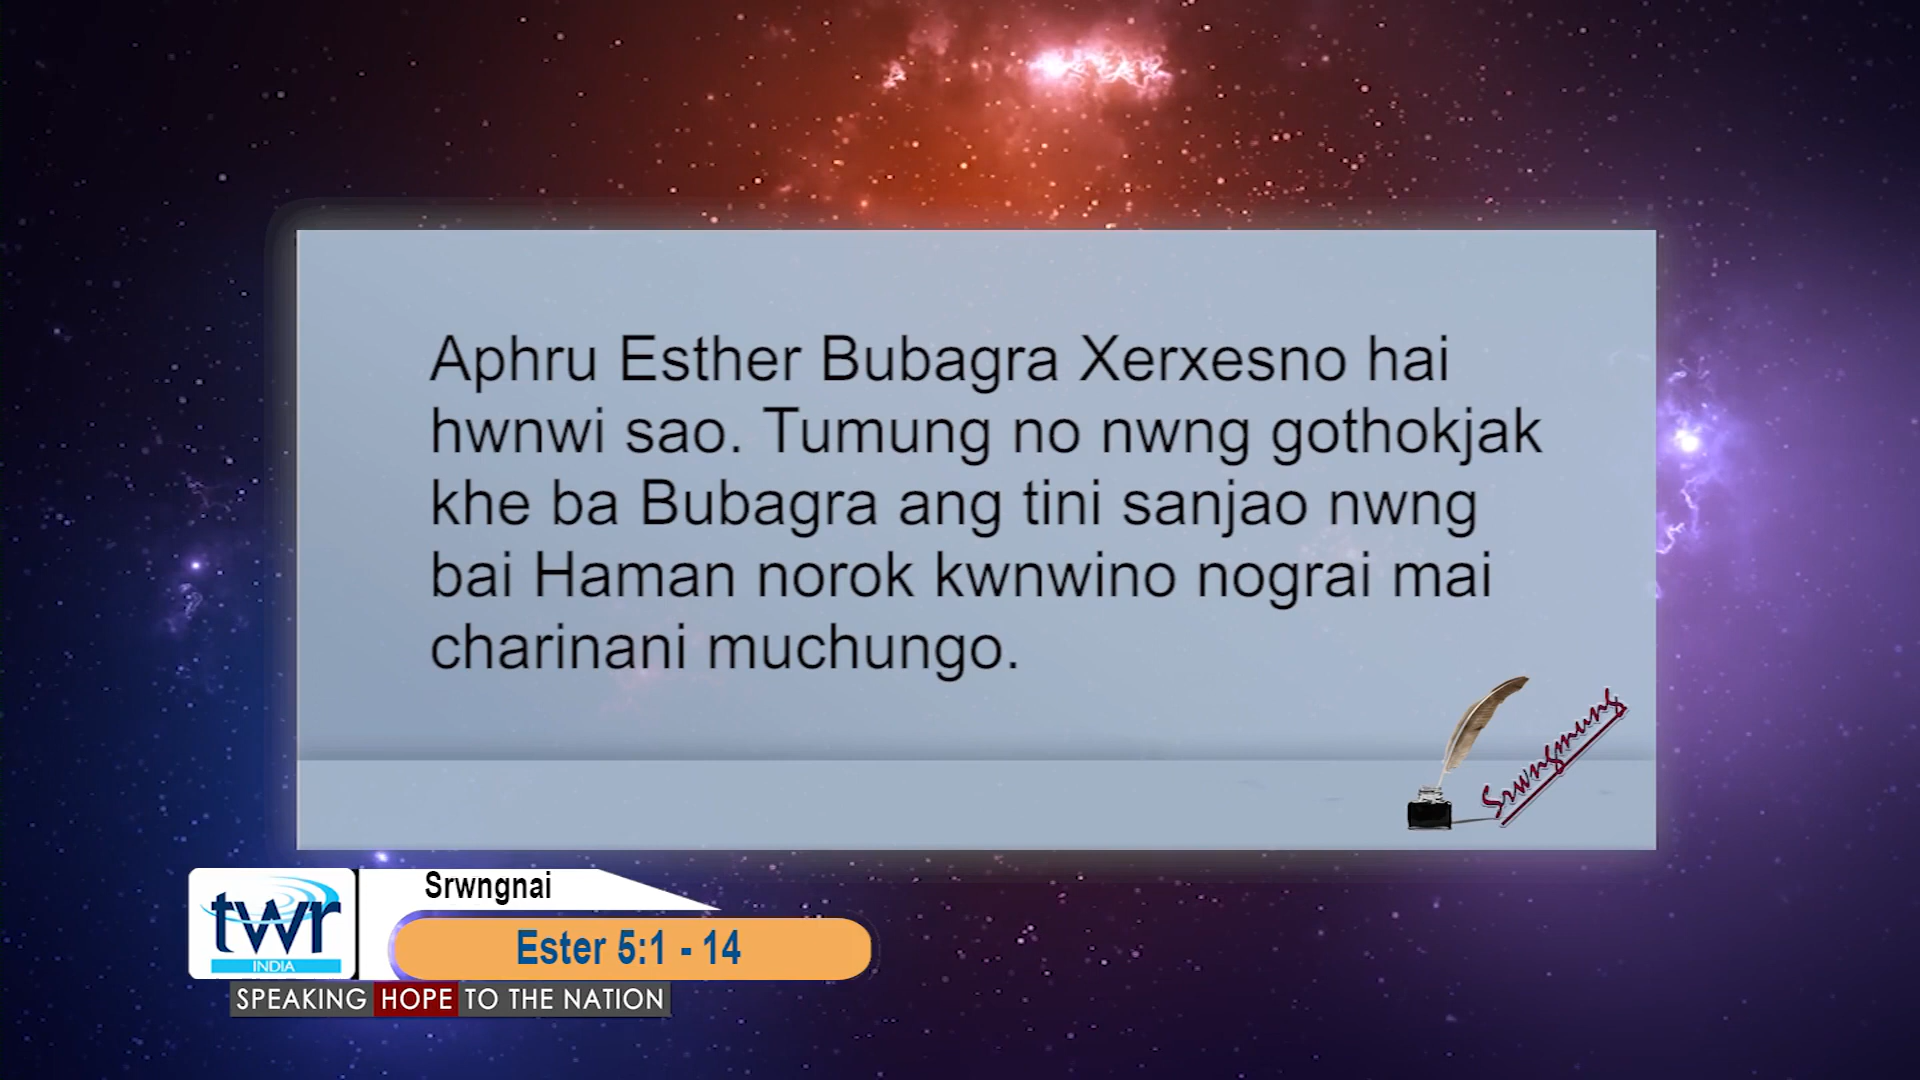 Aphru Esther Bubagra Xerxesno hai
hwnwi sao. Tumung no nwng gothokjak
khe ba Bubagra ang tini sanjao nwng
bai Haman norok kwnwino nograi mai
charinani muchungo.
Srwngmung
twr
INDIA
Srwngnai
Ester 5:1 - 14
SPEAKING HOPE TO THE NATION